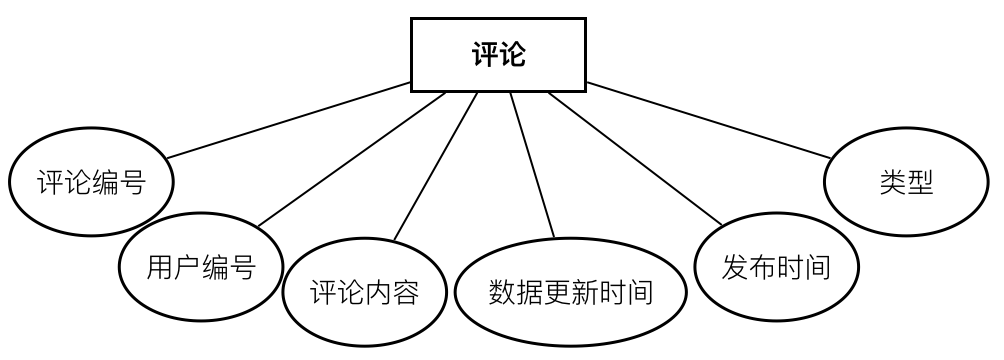 评论
评论编号
用户编号
评论内容
数据更新时间
发布时间
类型